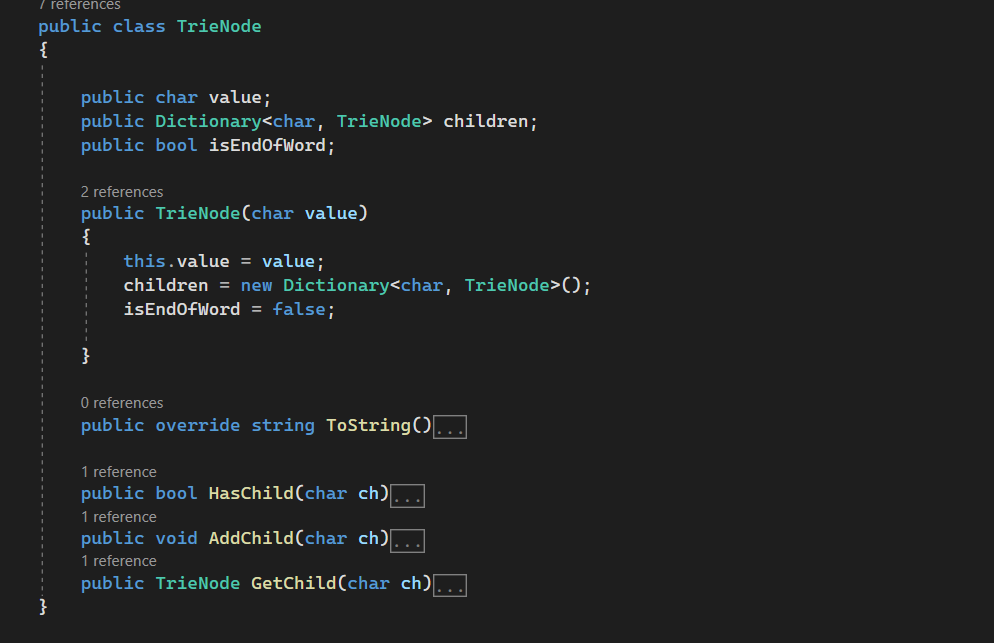 7 references
public class TrieNode
{
public char value;
public Dictionary<char, TrieNode> children;
public bool isEndOfWord;
2 references
public TrieNode(char value)
{
this.value = value;
children = new Dictionary<char, TrieNode>();
isEndOfWord = false;
}
0 references
public override string ToString()...
1 reference
public bool HasChild(char ch)...
1 reference
public void AddChild(char ch)...
1 reference
public TrieNode GetChild(char ch)...
}